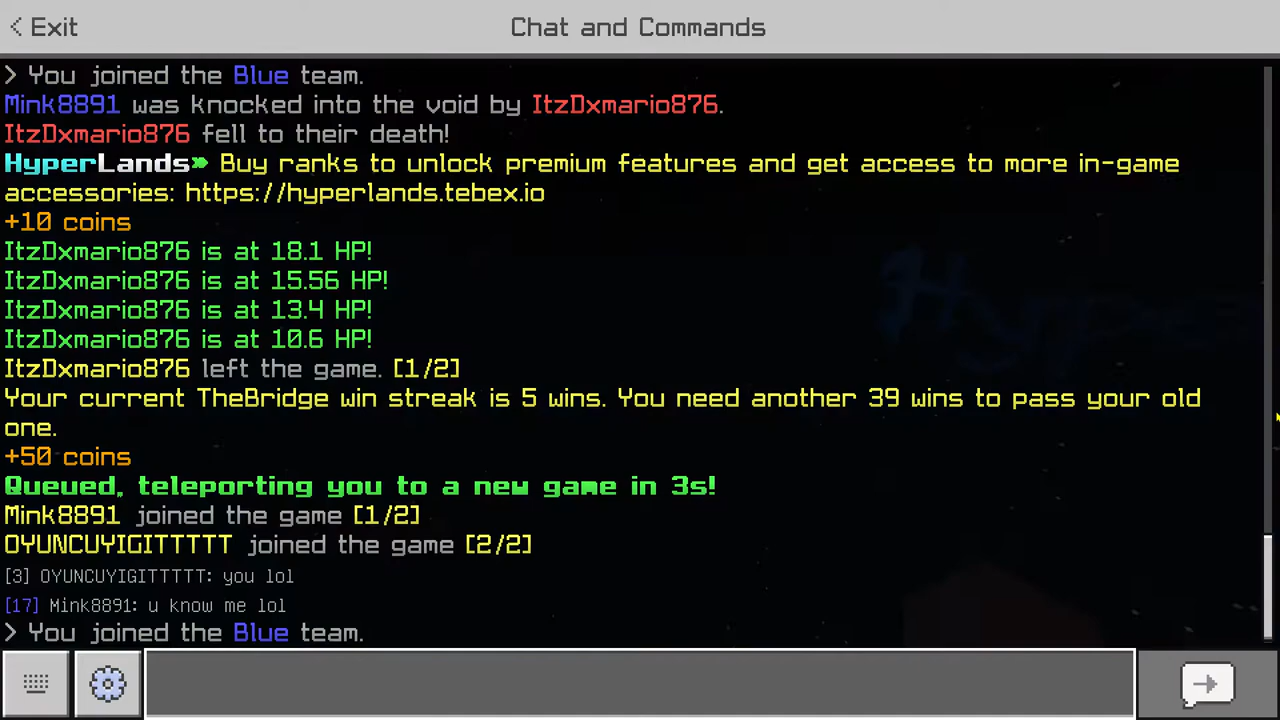 < Exit
Chat and Commands
> You joined the Blue team.
Mink8891 was knocked into the void by ItzDxmario876.
ItzDxmario876 fell to their death!
HyperLands» Buy ranks to unlock premium features and get access to more in-game
accessories: https://hyperlands.tebex.io
+10 coins
ItzDxmario876 is at 18.1 HP!
ItzDxmario876 is at 15.56 HP!
ItzDxmario876 is at 13.4 HP!
ItzDxmario876 is at 10.6 HP!
ItzDxmario876 left the game. [1/2]
Your current TheBridge win streak is 5 wins. You need another 39 wins to pass your old
one.
+50 coins
Queued, teleporting you to a new game in 3s!
Mink8891 joined the game [1/2]
OYUNCUYIGITTTTT joined the game [2/2]
[3] OYUNCUYIGITTTTT: you lol
[17] Mink8891: u know me lol
> You joined the Blue team.